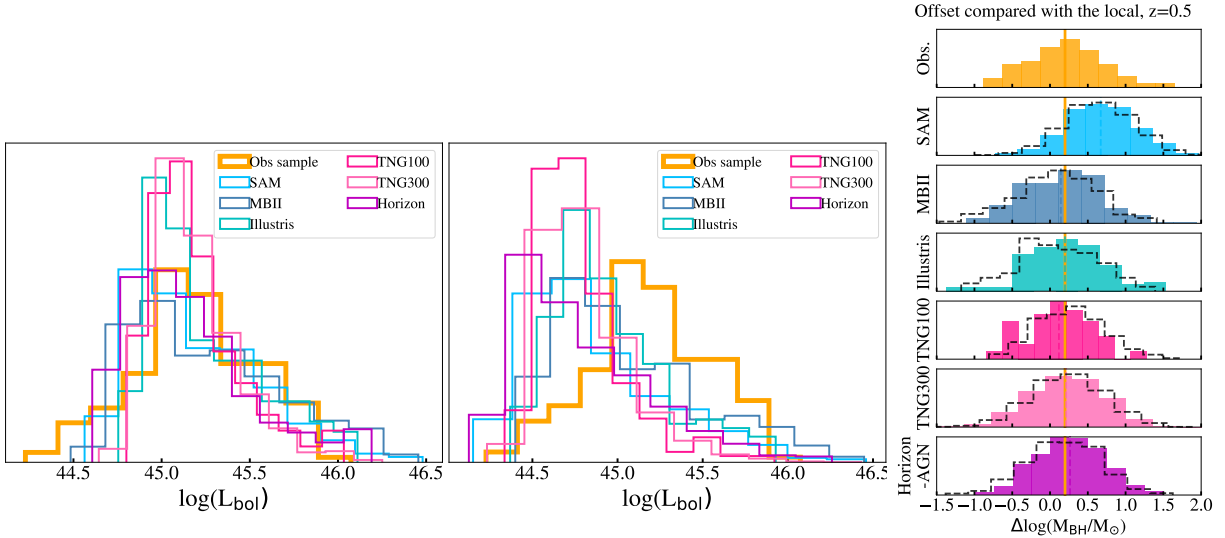 Offset compared with the local, z=0.5
Obs sample
SAM
MBII
Illustris
TNG100
TNG300
Horizon
44.5 45.0 45.5 46.0 46.5
log(L_bol)
Obs sample
SAM
MBII
Illustris
TNG100
TNG300
Horizon
44.5 45.0 45.5 46.0 46.5
log(L_bol)
Obs.
SAM
MBII
Illustris
TNG100
TNG300
Horizon
-AGN
−1.5 −1.0 −0.5 0.0 0.5 1.0 1.5 2.0
Δlog(M_BH/M_⊙)